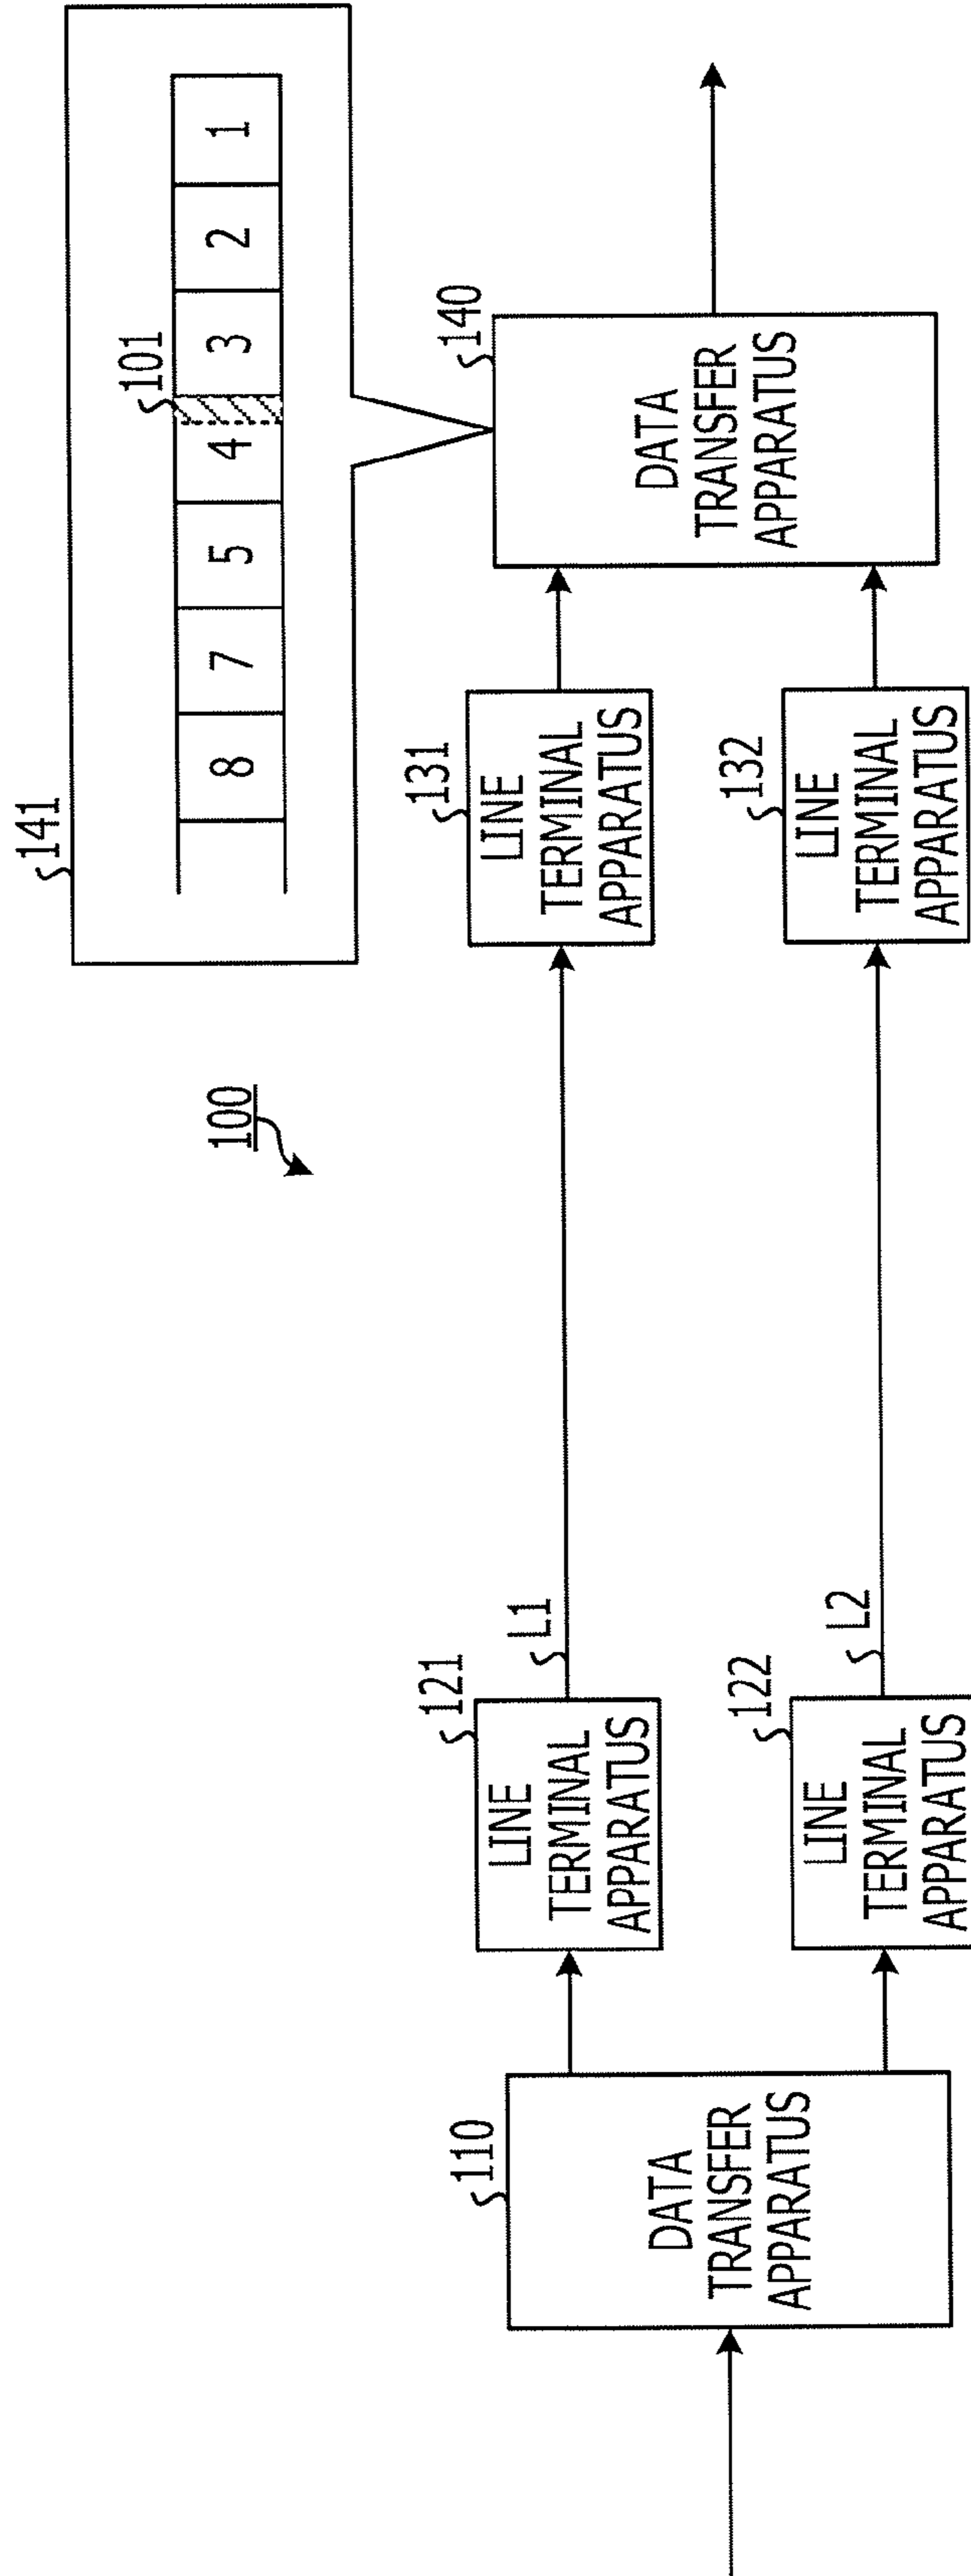 100
141
8
7
5
4
3
2
1
101
110
DATA
TRANSFER
APPARATUS
121
LINE
TERMINAL
APPARATUS
L1
131
LINE
TERMINAL
APPARATUS
122
LINE
TERMINAL
APPARATUS
L2
132
LINE
TERMINAL
APPARATUS
140
DATA
TRANSFER
APPARATUS